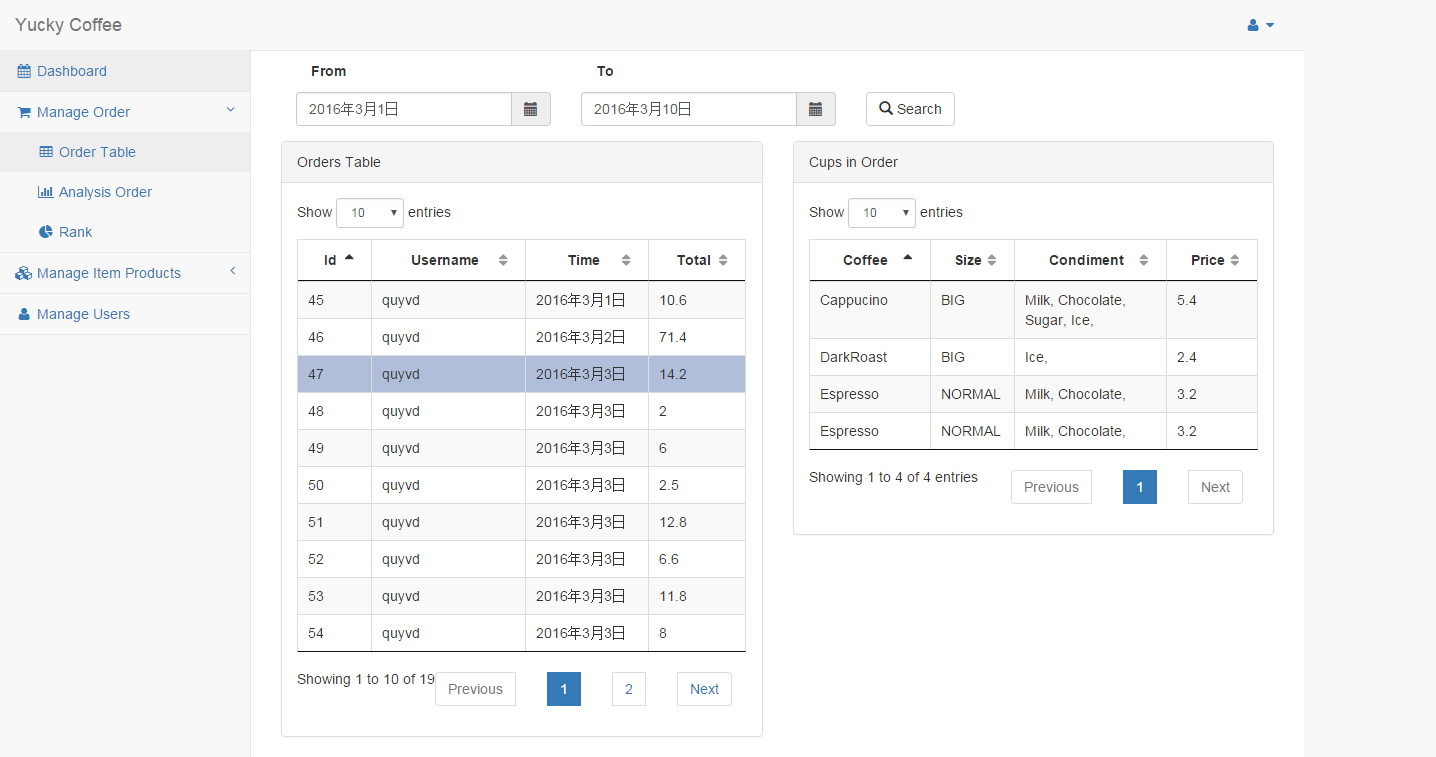 Yucky Coffee
Dashboard
Manage Order
Order Table
Analysis Order
Rank
Manage Item Products
Manage Users
From To
2016年3月1日 2016年3月10日 Search
Orders Table
Show 10 entries
Id Username Time Total
45 quyvd 2016年3月1日 10.6
46 quyvd 2016年3月2日 71.4
47 quyvd 2016年3月3日 14.2
48 quyvd 2016年3月3日 2
49 quyvd 2016年3月3日 6
50 quyvd 2016年3月3日 2.5
51 quyvd 2016年3月3日 12.8
52 quyvd 2016年3月3日 6.6
53 quyvd 2016年3月3日 11.8
54 quyvd 2016年3月3日 8
Showing 1 to 10 of 19 Previous 1 2 Next
Cups in Order
Show 10 entries
Coffee Size Condiment Price
Cappucino BIG Milk, Chocolate, 5.4
Sugar, Ice,
DarkRoast BIG Ice, 2.4
Espresso NORMAL Milk, Chocolate, 3.2
Espresso NORMAL Milk, Chocolate, 3.2
Showing 1 to 4 of 4 entries Previous 1 Next